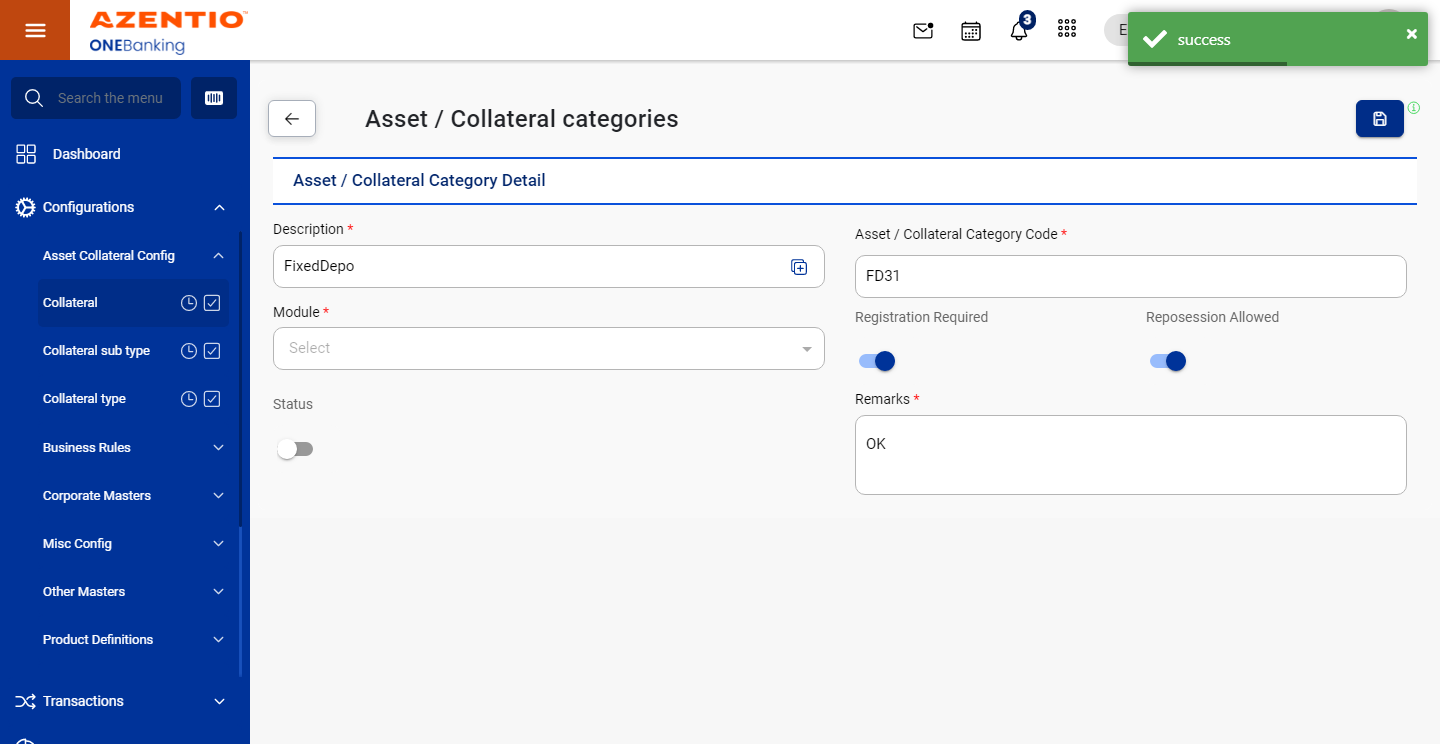 AZENTIO™
ONEBanking
3
E
success
Search the menu
Dashboard
Configurations
Asset Collateral Config
Collateral
Collateral sub type
Collateral type
Business Rules
Corporate Masters
Misc Config
Other Masters
Product Definitions
Transactions
Asset / Collateral categories
Asset / Collateral Category Detail
Description *
FixedDepo
Asset / Collateral Category Code *
FD31
Module *
Select
Registration Required
Reposession Allowed
Status
Remarks *
OK